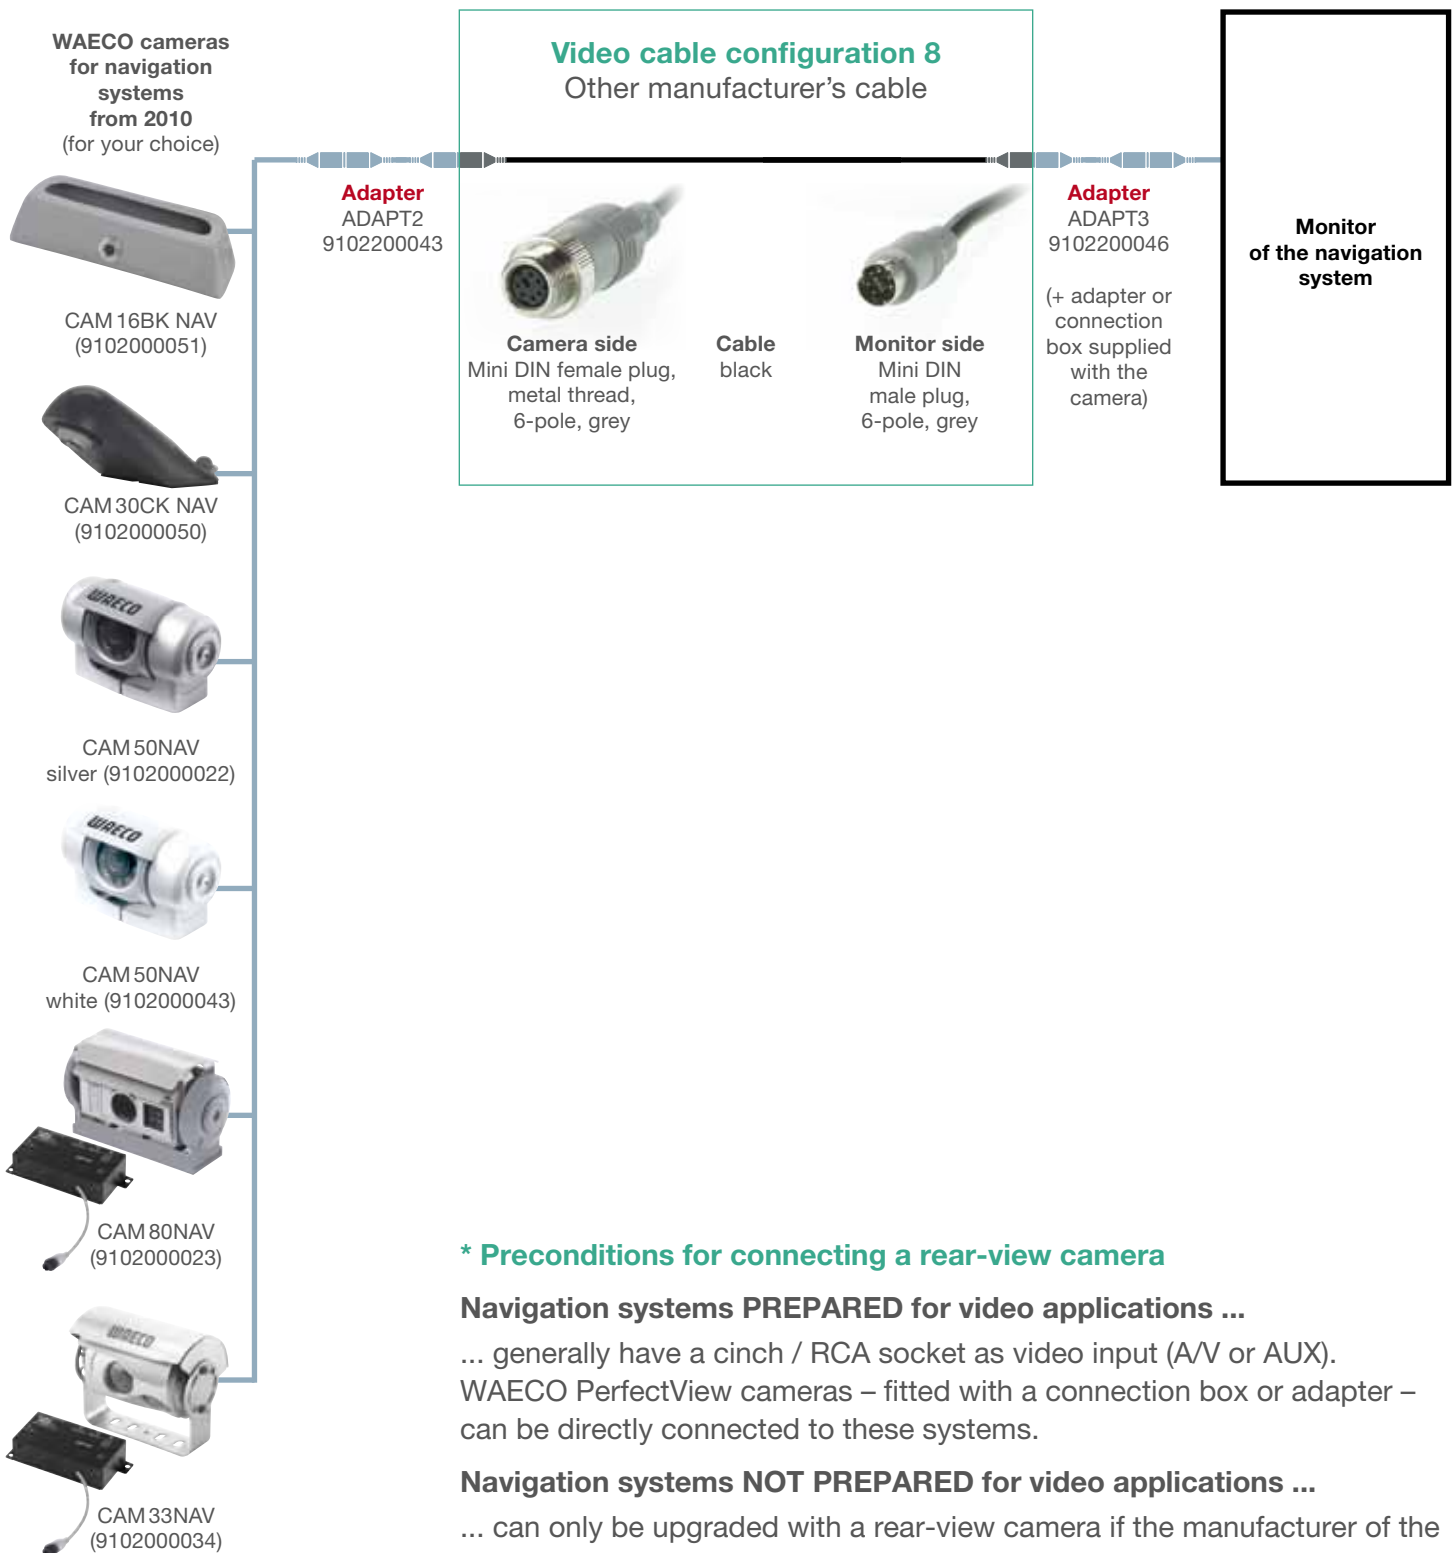 WAECO cameras
for navigation
systems
from 2010
(for your choice)
CAM 16BK NAV
(9102000051)
CAM 30CK NAV
(9102000050)
WAECO
CAM 50NAV
silver (9102000022)
WAECO
CAM 50NAV
white (9102000043)
CAM 80NAV
(9102000023)
WAECO
CAM 33NAV
(9102000034)
Adapter
ADAPT2
9102200043
Video cable configuration 8
Other manufacturer’s cable
Camera side
Mini DIN female plug,
metal thread,
6-pole, grey
Cable
black
Monitor side
Mini DIN
male plug,
6-pole, grey
Adapter
ADAPT3
9102200046
(+ adapter or
connection
box supplied
with the
camera)
Monitor
of the navigation
system
* Preconditions for connecting a rear-view camera
Navigation systems PREPARED for video applications ...
... generally have a cinch / RCA socket as video input (A/V or AUX).
WAECO PerfectView cameras – fitted with a connection box or adapter –
can be directly connected to these systems.
Navigation systems NOT PREPARED for video applications ...
... can only be upgraded with a rear-view camera if the manufacturer of the